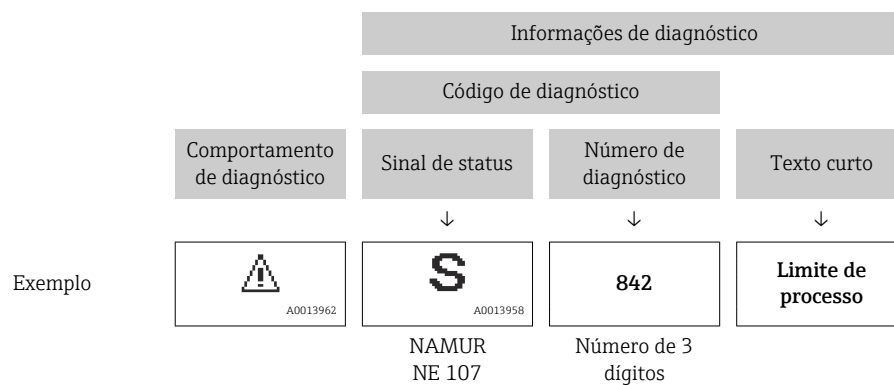 Informações de diagnóstico
Código de diagnóstico
Comportamento
de diagnóstico
Sinal de status
Número de
diagnóstico
Texto curto
↓
↓
↓
Exemplo
A0013962
S
A0013958
842
Limite de
processo
NAMUR
NE 107
Número de 3
dígitos